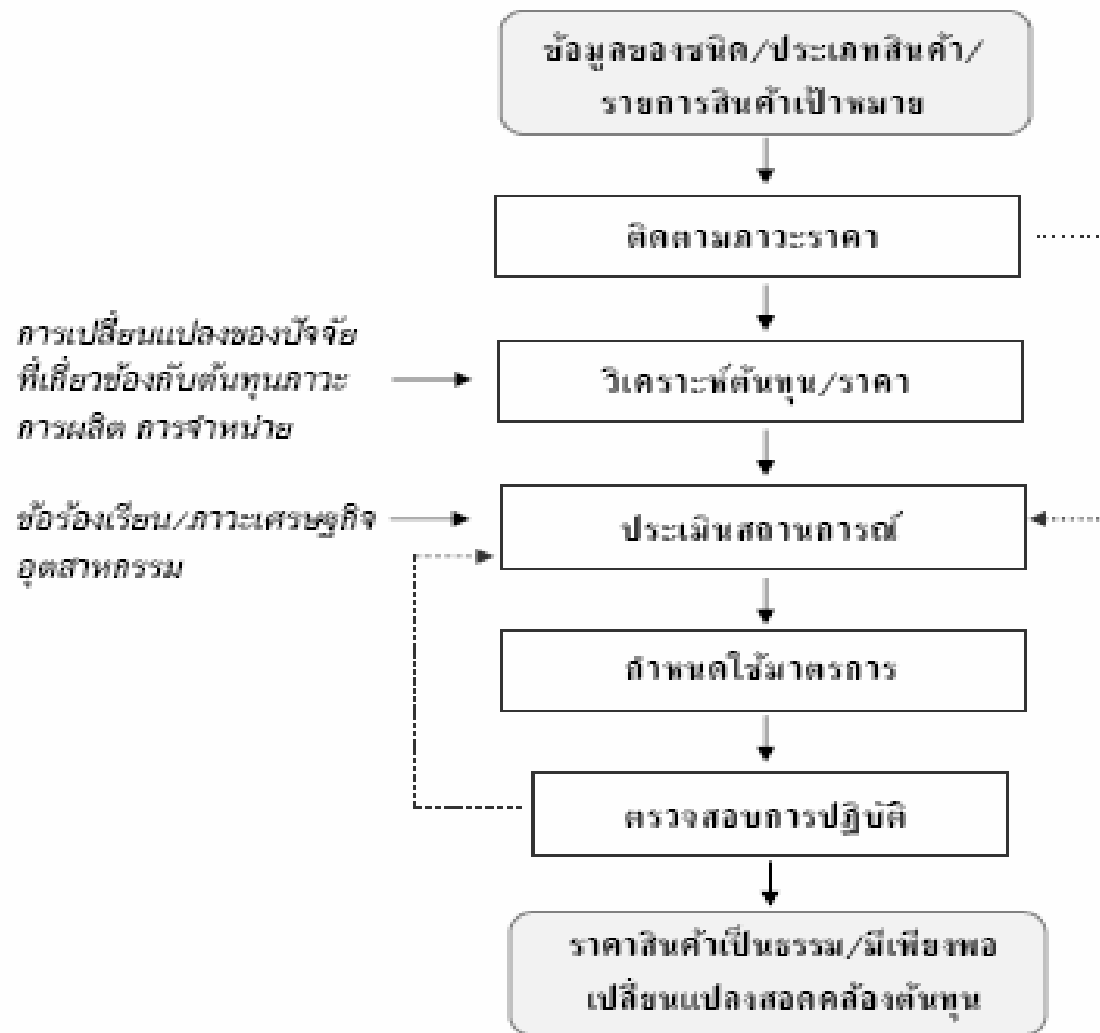 ข้อมูลของชนิด/ประเภทสินค้า/
รายการสินค้าเป้าหมาย
ติดตามภาวะราคา
การเปลี่ยนแปลงของปัจจัย
ที่เกี่ยวข้องกับต้นทุนภาวะ
การผลิต การจำหน่าย
วิเคราะห์ต้นทุน/ราคา
ข้อร้องเรียน/ภาวะเศรษฐกิจ
อุตสาหกรรม
ประเมินสถานการณ์
กำหนดใช้มาตรการ
ตรวจสอบการปฏิบัติ
ราคาสินค้าเป็นธรรม/มีเพียงพอ
เปลี่ยนแปลงสอดคล้องต้นทุน